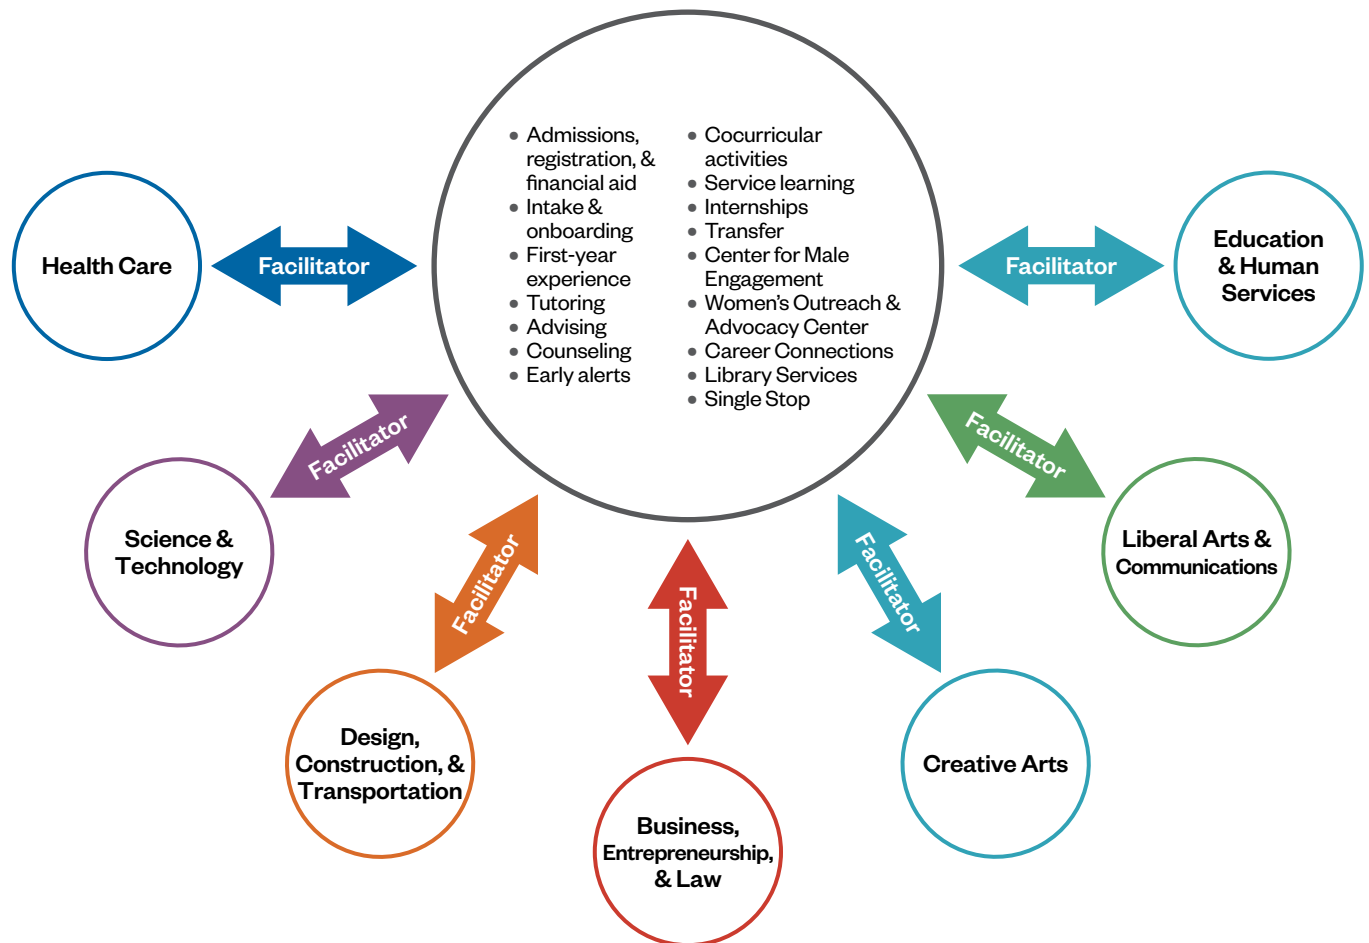 • Admissions,
registration, &
financial aid
• Intake &
onboarding
• First-year
experience
• Tutoring
• Advising
• Counseling
• Early alerts
• Cocurricular
activities
• Service learning
• Internships
• Transfer
• Center for Male
Engagement
• Women's Outreach &
Advocacy Center
• Career Connections
• Library Services
• Single Stop
Health Care
Facilitator
Facilitator
Education
& Human
Services
Facilitator
Science &
Technology
Facilitator
Liberal Arts &
Communications
Facilitator
Design,
Construction, &
Transportation
Facilitator
Business,
Entrepreneurship,
& Law
Facilitator
Creative Arts